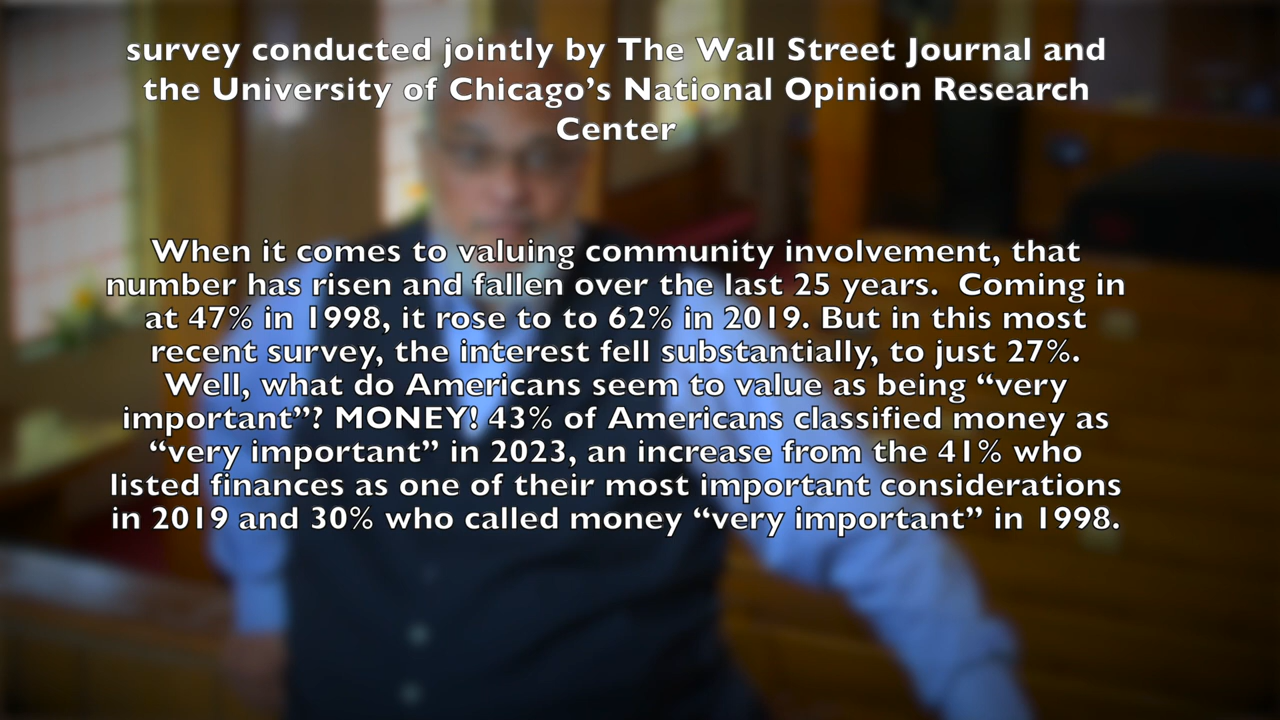 survey conducted jointly by The Wall Street Journal and
the University of Chicago’s National Opinion Research
Center
When it comes to valuing community involvement, that
number has risen and fallen over the last 25 years.  Coming in
at 47% in 1998, it rose to to 62% in 2019. But in this most
recent survey, the interest fell substantially, to just 27%.
Well, what do Americans seem to value as being “very
important”? MONEY! 43% of Americans classified money as
“very important” in 2023, an increase from the 41% who
listed finances as one of their most important considerations
in 2019 and 30% who called money “very important” in 1998.